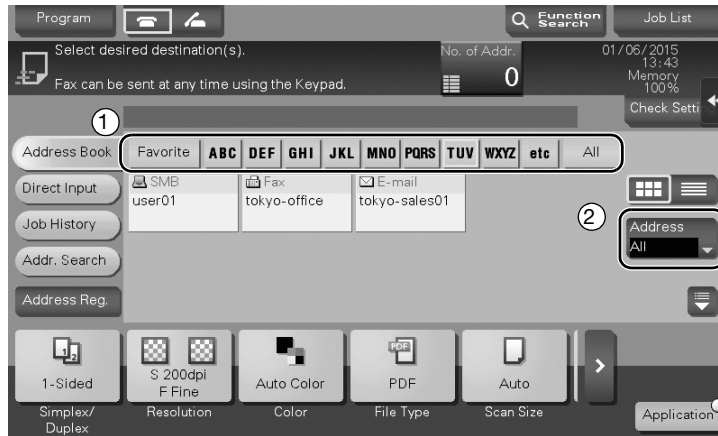 Program
Function
Search
Job List
Select desired destination(s).
Fax can be sent at any time using the Keypad.
No. of Addr.
0
01/06/2015
13:43
Memory
100%
Check Setti
1
Address Book
Favorite ABC DEF GHI JKL MNO PQRS TUV WXYZ etc All
Direct Input
Job History
Addr. Search
Address Reg.
SMB
user01
Fax
tokyo-office
E-mail
tokyo-sales01
2
Address
All
1 2
1-Sided
Simplex/
Duplex
S 200dpi
F Fine
Resolution
Auto Color
Color
PDF
PDF
File Type
Auto
Scan Size
Application